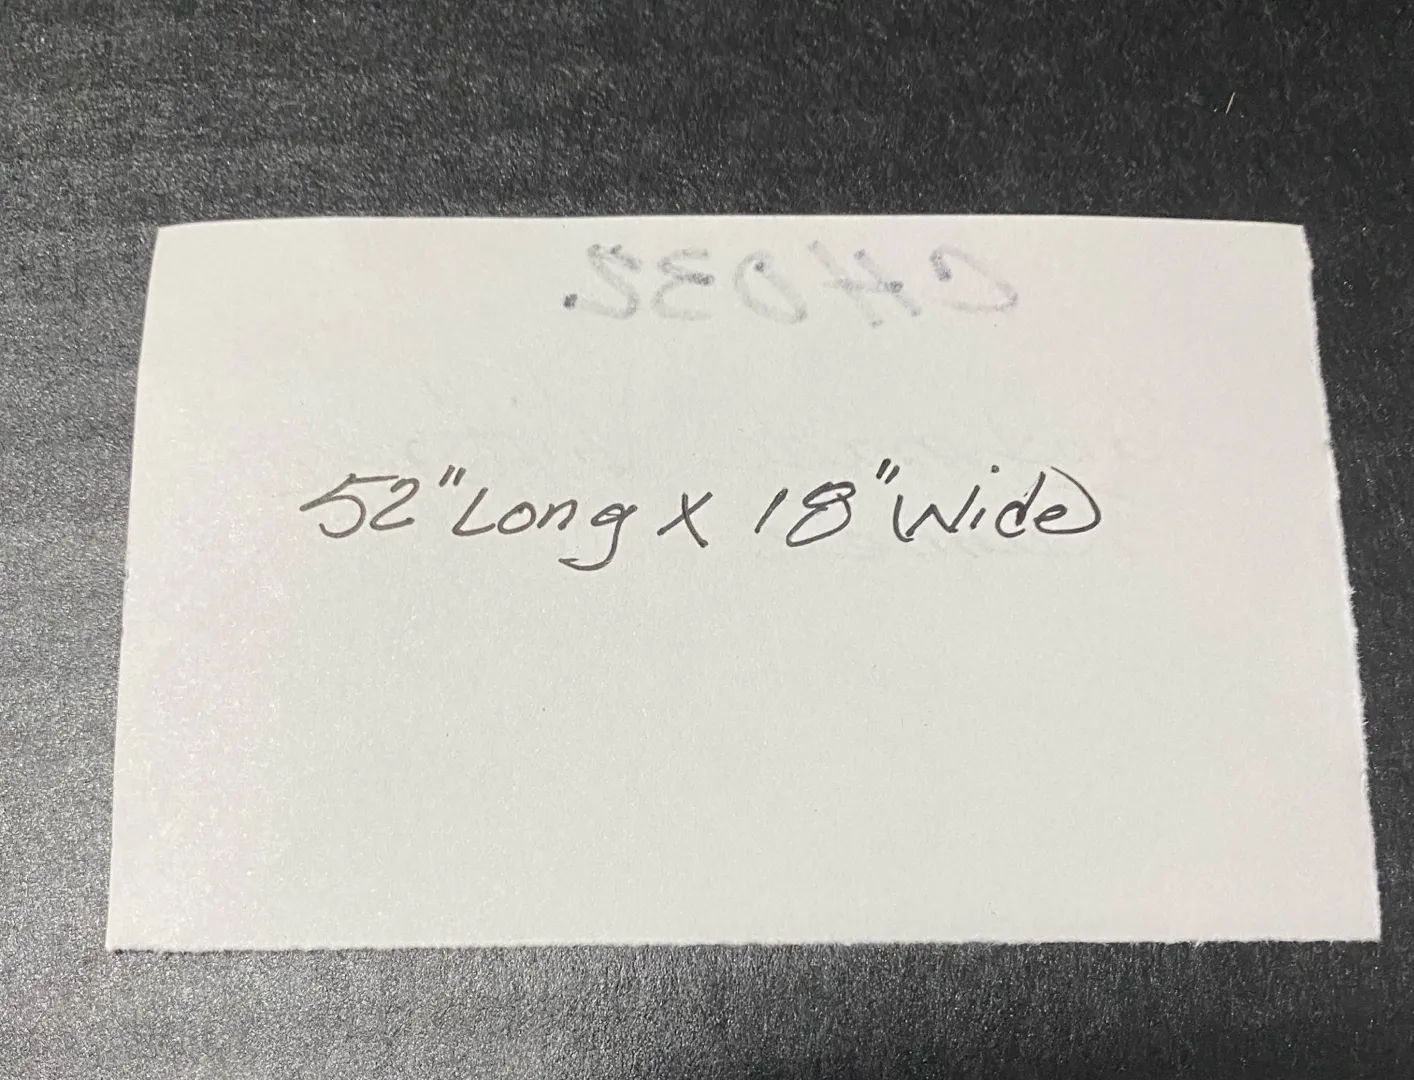 52" Long x 18" Wide